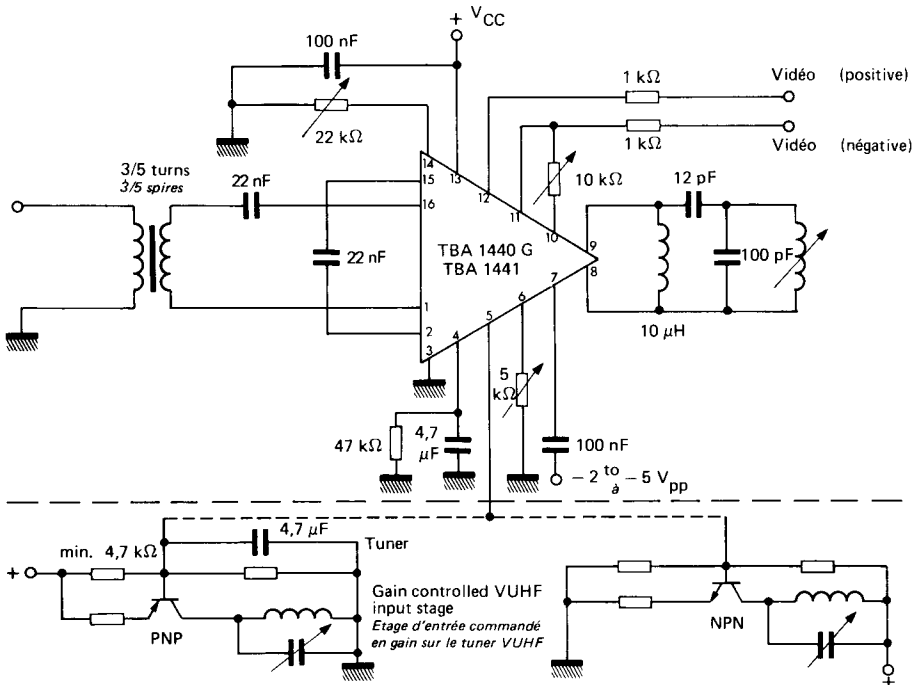 + V_CC
100 nF
22 kΩ
1 kΩ
Vidéo (positive)
1 kΩ
Vidéo (négative)
3/5 turns
3/5 spires
22 nF
22 nF
14
15
16
13
12
11
10
9
8
7
6
5
4
3
2
1
TBA 1440 G
TBA 1441
10 kΩ
12 pF
100 pF
10 µH
5
kΩ
47 kΩ
4,7
µF
100 nF
− 2 to − 5 V_pp
à
4,7 µF
Tuner
min. 4,7 kΩ
+
PNP
Gain controlled VUHF
input stage
Etage d'entrée commandé
en gain sur le tuner VUHF
NPN
+